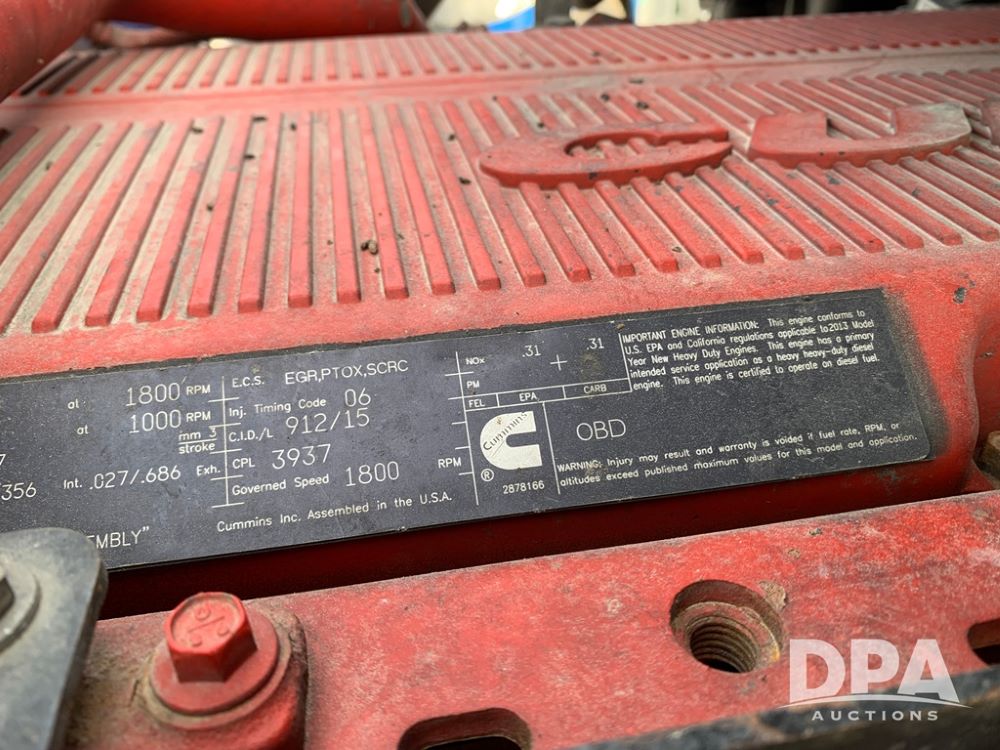 at 1800 RPM
at 1000 RPM
mm 3
stroke
356 Int. .027/.686 Exh.
EMBLY"
E.C.S. EGR,PTOX,SCRC
Inj. Timing Code 06
C.I.D./L 912/15
CPL 3937
Governed Speed 1800 RPM
Cummins Inc. Assembled in the U.S.A.
NOx .31 + .31
PM
FEL EPA CARB
IMPORTANT ENGINE INFORMATION: This engine conforms to
U.S. EPA and California regulations applicable to 2013 Model
Year New Heavy Duty Engines. This engine has a primary
intended service application as a heavy heavy-duty diesel
engine. This engine is certified to operate on diesel fuel.
Cummins
®
2878166
OBD
WARNING: Injury may result and warranty is voided if fuel rate, RPM, or
altitudes exceed published maximum values for this model and application.
DPA
AUCTIONS